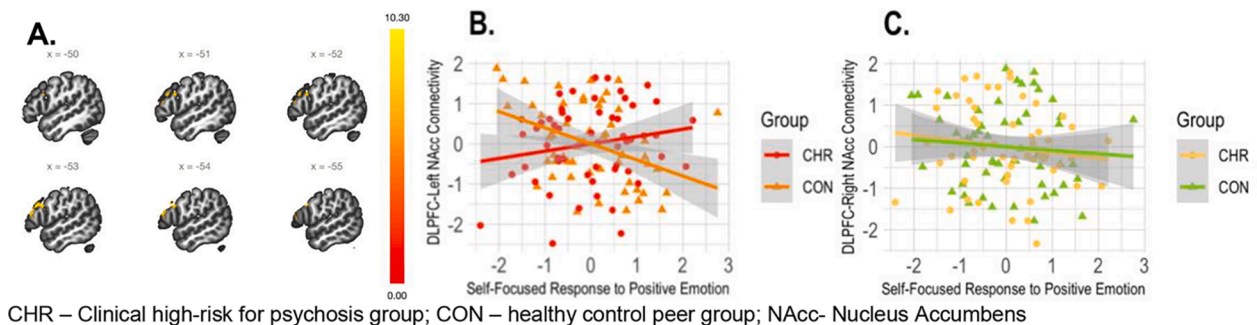 A.
x = -50
x = -51
x = -52
x = -53
x = -54
x = -55
10.30
0.00
B.
DLPFC-Left NAcc Connectivity
2
1
0
-1
-2
-2
-1
0
1
2
3
Self-Focused Response to Positive Emotion
Group
CHR
CON
C.
DLPFC-Right NAcc Connectivity
2
1
0
-1
-2
-2
-1
0
1
2
3
Self-Focused Response to Positive Emotion
Group
CHR
CON
CHR – Clinical high-risk for psychosis group; CON – healthy control peer group; NAcc- Nucleus Accumbens